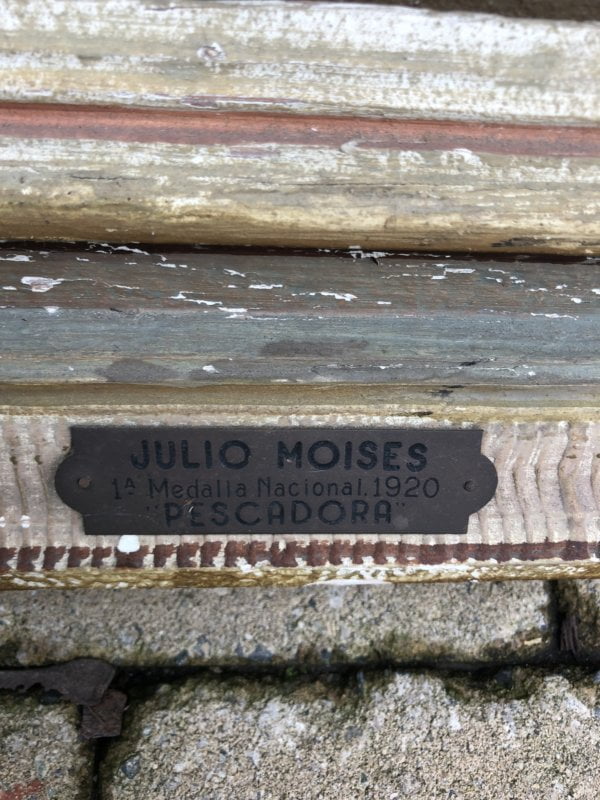 JULIO MOISES
1ª Medalla Nacional. 1920
"PESCADORA"